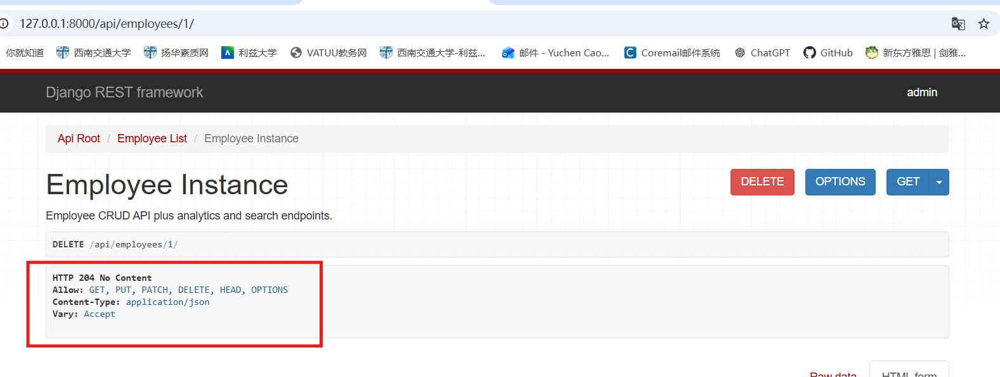 127.0.0.1:8000/api/employees/1/
你就知道 西南交通大学 扬华素质网 利兹大学 VATUU教务网 西南交通大学-利兹... 邮件 - Yuchen Cao... Coremail邮件系统 ChatGPT GitHub 新东方雅思 | 剑雅...
Django REST framework admin
Api Root / Employee List / Employee Instance
Employee Instance DELETE OPTIONS GET
Employee CRUD API plus analytics and search endpoints.
DELETE /api/employees/1/
HTTP 204 No Content
Allow: GET, PUT, PATCH, DELETE, HEAD, OPTIONS
Content-Type: application/json
Vary: Accept
Raw data HTML form